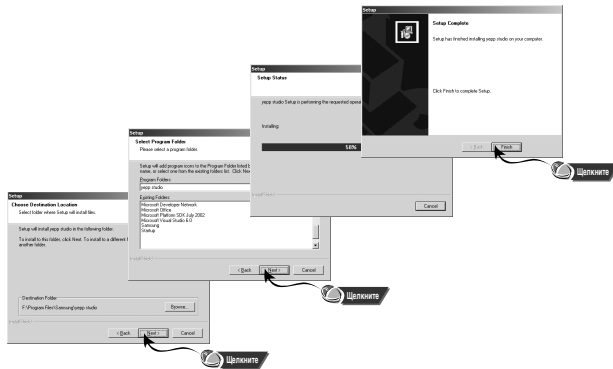 Setup
Choose Destination Location
Select folder where Setup will install files.
Setup will install yepp studio in the following folder.
To install to this folder, click Next. To install to a different f
another folder.
Destination Folder
F:\Program Files\Samsung\yepp studio
Browse...
InstallShield
< Back
Next >
Cancel
Щелкните
Setup
Select Program Folder
Please select a program folder.
Setup will add program icons to the Program Folder listed b
name, or select one from the existing folders list. Click Nex
Program Folders:
yepp studio
Existing Folders:
Microsoft Developer Network
Microsoft Office
Microsoft Platform SDK July 2002
Microsoft Visual Studio 6.0
Samsung
Startup
InstallShield
< Back
Next >
Cancel
Щелкните
Setup
Setup Status
yepp studio Setup is performing the requested opera
Installing:
58%
InstallShield
Cancel
Setup
Setup Complete
Setup has finished installing yepp studio on your computer.
Click Finish to complete Setup.
< Back
Finish
Щелкните